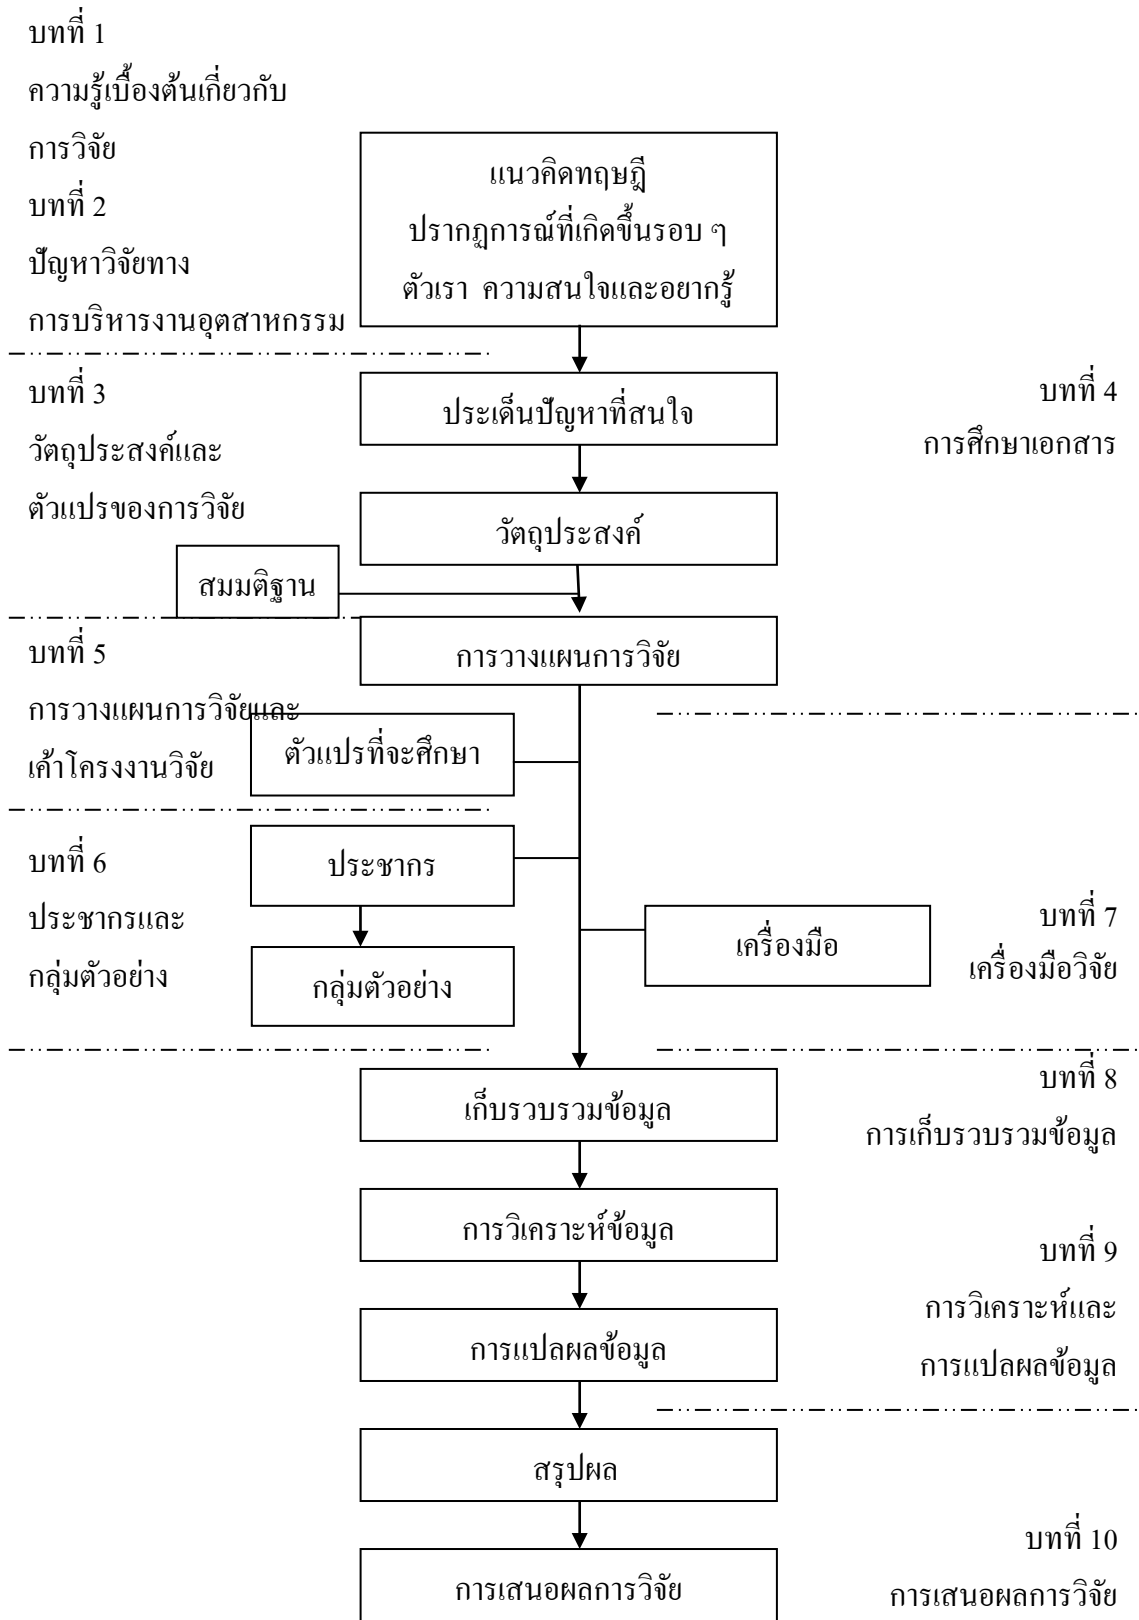 บทที่ 1
ความรู้เบื้องต้นเกี่ยวกับ
การวิจัย
บทที่ 2
ปัญหาวิจัยทาง
การบริหารงานอุตสาหกรรม
แนวคิดทฤษฎี
ปรากฏการณ์ที่เกิดขึ้นรอบ ๆ
ตัวเรา ความสนใจและอยากรู้
บทที่ 3
วัตถุประสงค์และ
ตัวแปรของการวิจัย
ประเด็นปัญหาที่สนใจ
บทที่ 4
การศึกษาเอกสาร
วัตถุประสงค์
สมมติฐาน
การวางแผนการวิจัย
บทที่ 5
การวางแผนการวิจัยและ
เค้าโครงงานวิจัย
ตัวแปรที่จะศึกษา
บทที่ 6
ประชากรและ
กลุ่มตัวอย่าง
ประชากร
กลุ่มตัวอย่าง
เครื่องมือ
บทที่ 7
เครื่องมือวิจัย
เก็บรวบรวมข้อมูล
บทที่ 8
การเก็บรวบรวมข้อมูล
การวิเคราะห์ข้อมูล
การแปลผลข้อมูล
บทที่ 9
การวิเคราะห์และ
การแปลผลข้อมูล
สรุปผล
การเสนอผลการวิจัย
บทที่ 10
การเสนอผลการวิจัย